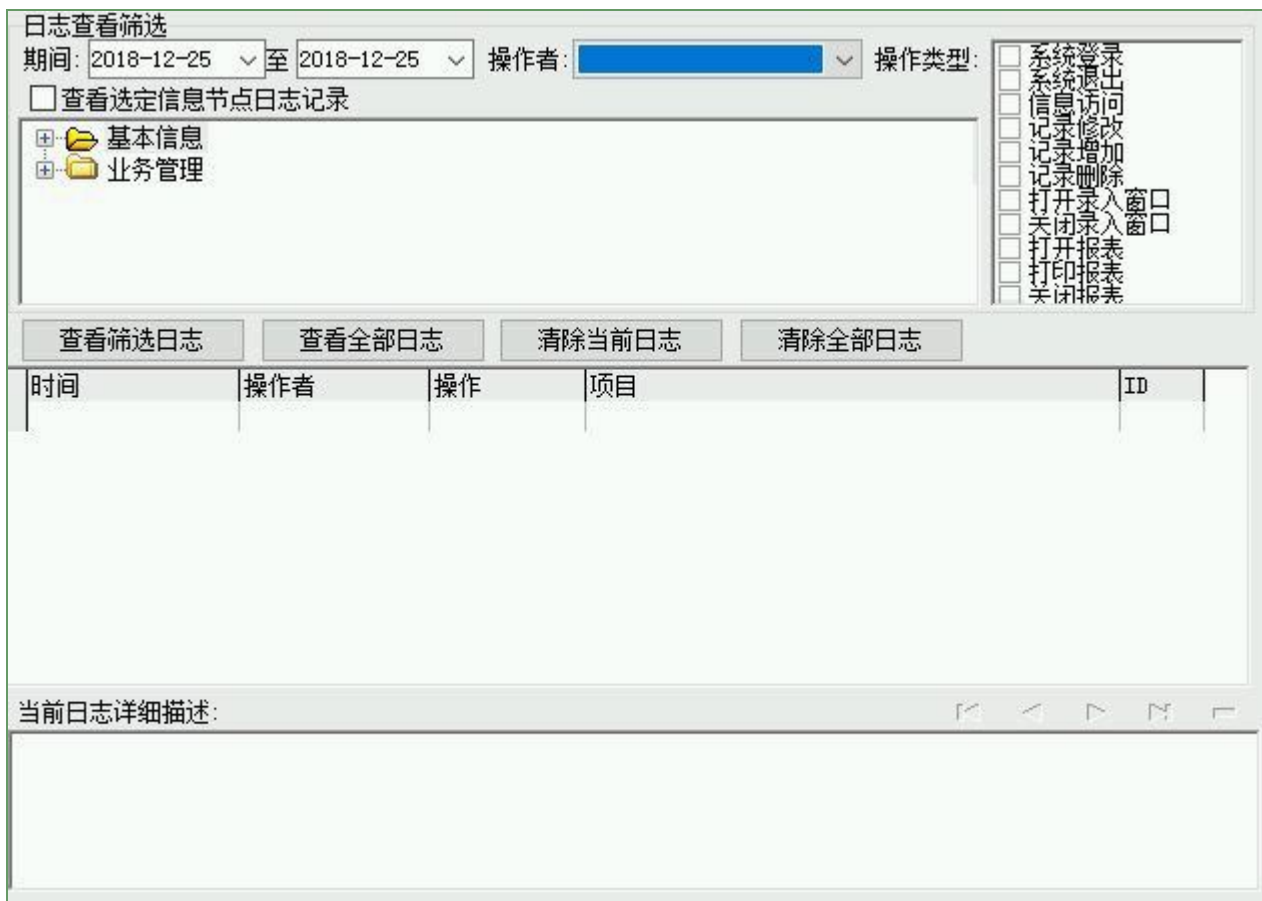 日志查看筛选
期间: 2018-12-25 至 2018-12-25 操作者: 操作类型:
系统登录
系统退出
信息访问
记录修改
记录增加
记录删除
打开录入窗口
关闭录入窗口
打开报表
打印报表
关闭报表
查看选定信息节点日志记录
基本信息
业务管理
查看筛选日志 查看全部日志 清除当前日志 清除全部日志
时间 操作者 操作 项目 ID
当前日志详细描述: